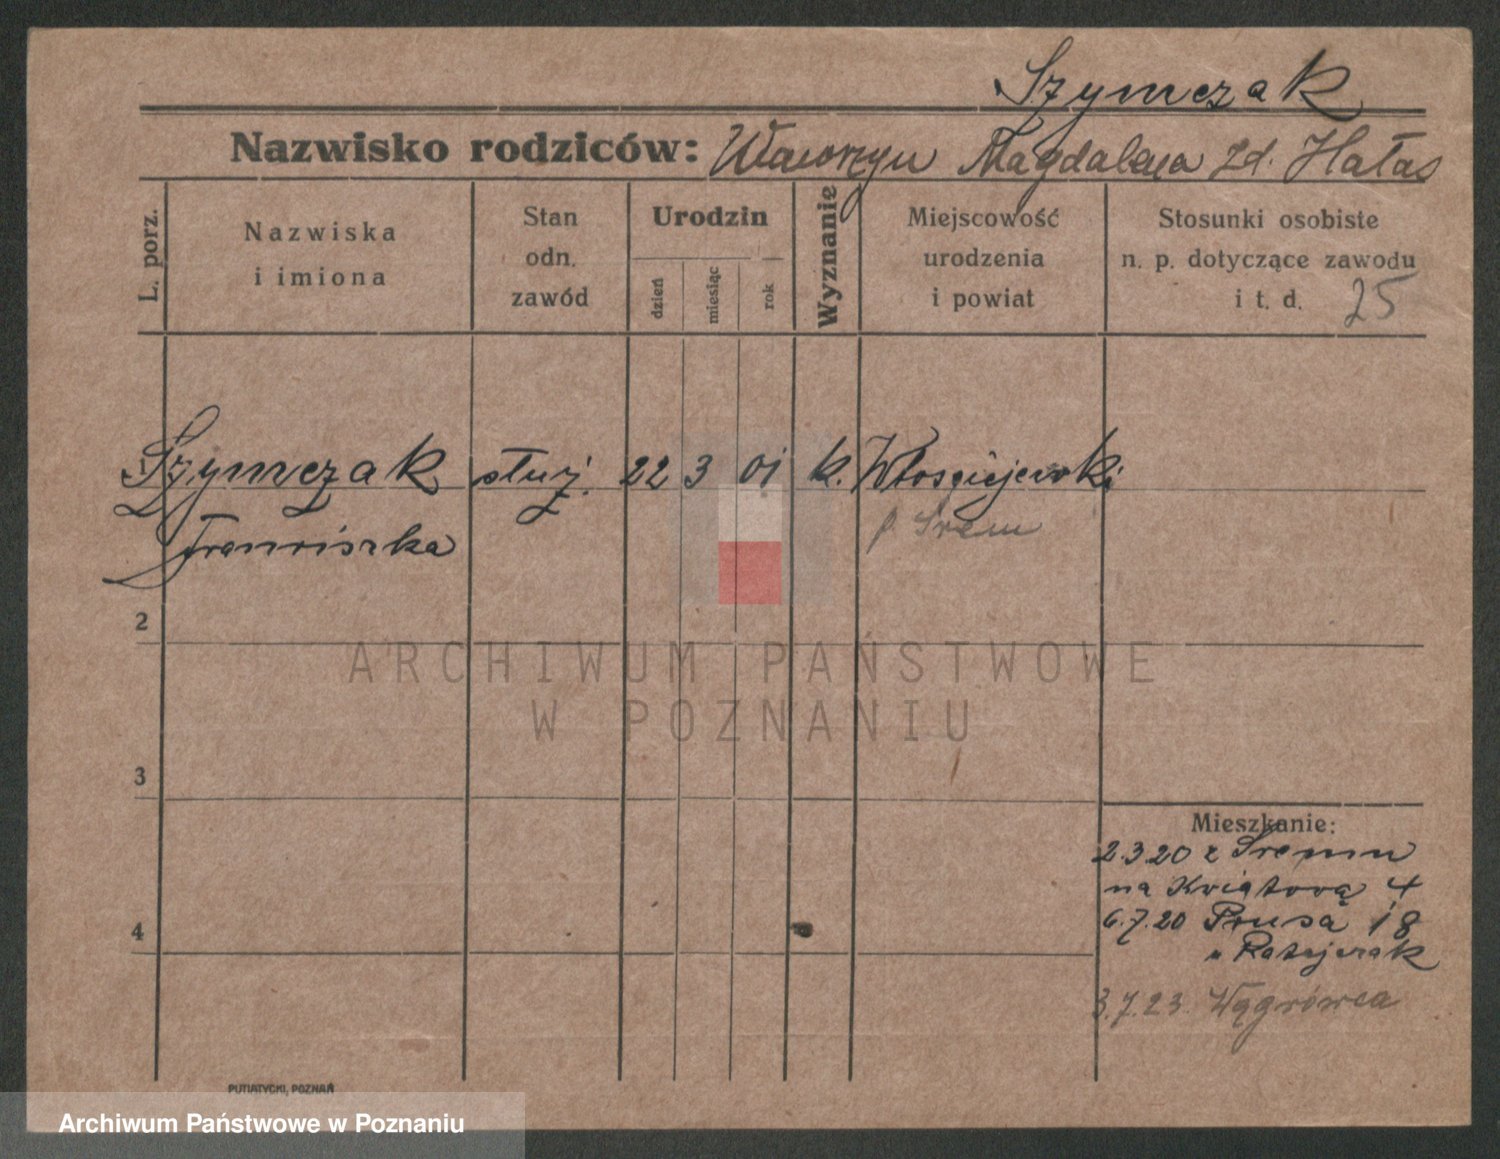 Szymczak
Nazwisko rodziców: Wawrzyn Magdalena zd. Hałas
L. porz.
Nazwiska
i imiona
Stan
odn.
zawód
Urodzin
dzień
miesiąc
rok
Wyznanie
Miejscowość
urodzenia
i powiat
Stosunki osobiste
n. p. dotyczące zawodu
i t. d. 25
Szymczak służ. 22 3 01 k. Włościejewki
Franciszka p. Śrem
2
3
4
Mieszkanie:
2.3.20 z Śremu
na Kwiatową 4
6.7.20 Prusa 18
u Ratajczak
3.7.23. Wągrówca
PUTIATYCKI, POZNAŃ
ARCHIWUM PAŃSTWOWE
W POZNANIU
Archiwum Państwowe w Poznaniu